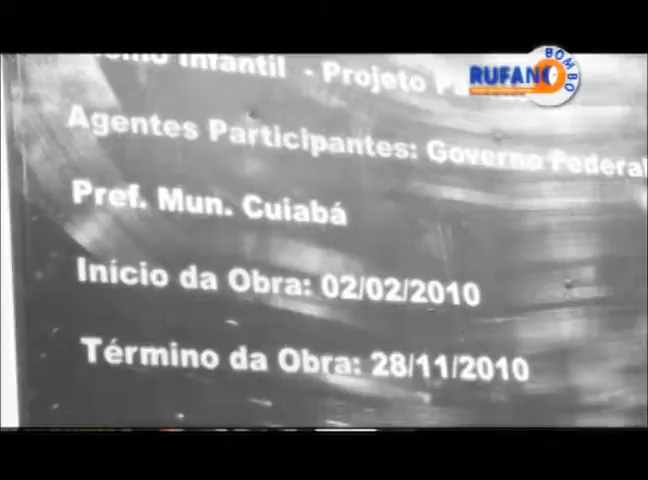 Infantil - Projeto
Agentes Participantes: Governo Federal
Pref. Mun. Cuiabá
Início da Obra: 02/02/2010
Término da Obra: 28/11/2010
RUFANO
BOMBO